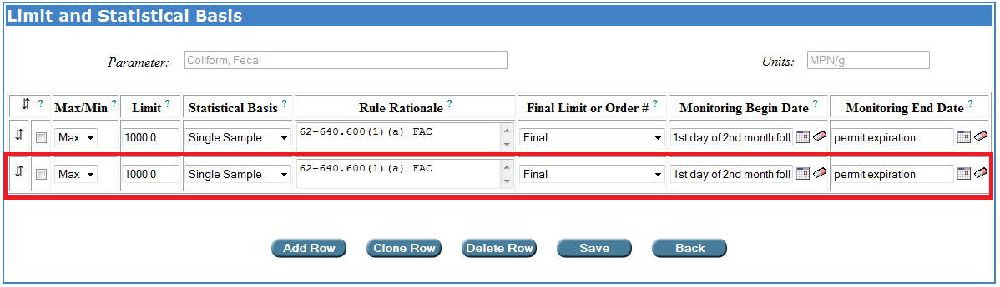 Limit and Statistical Basis
Parameter: Coliform, Fecal Units: MPN/g
? Max/Min ? Limit ? Statistical Basis ? Rule Rationale ? Final Limit or Order # ? Monitoring Begin Date ? Monitoring End Date ?
Max 1000.0 Single Sample 62-640.600(1)(a) FAC Final 1st day of 2nd month foll permit expiration
Max 1000.0 Single Sample 62-640.600(1)(a) FAC Final 1st day of 2nd month foll permit expiration
Add Row Clone Row Delete Row Save Back